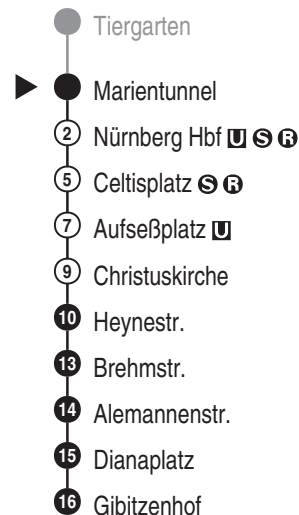 Tiergarten
Marientunnel
2 Nürnberg Hbf U S R
5 Celtisplatz S R
7 Aufseßplatz U
9 Christuskirche
10 Heynestr.
13 Brehmstr.
14 Alemannenstr.
15 Dianaplatz
16 Gibitzenhof